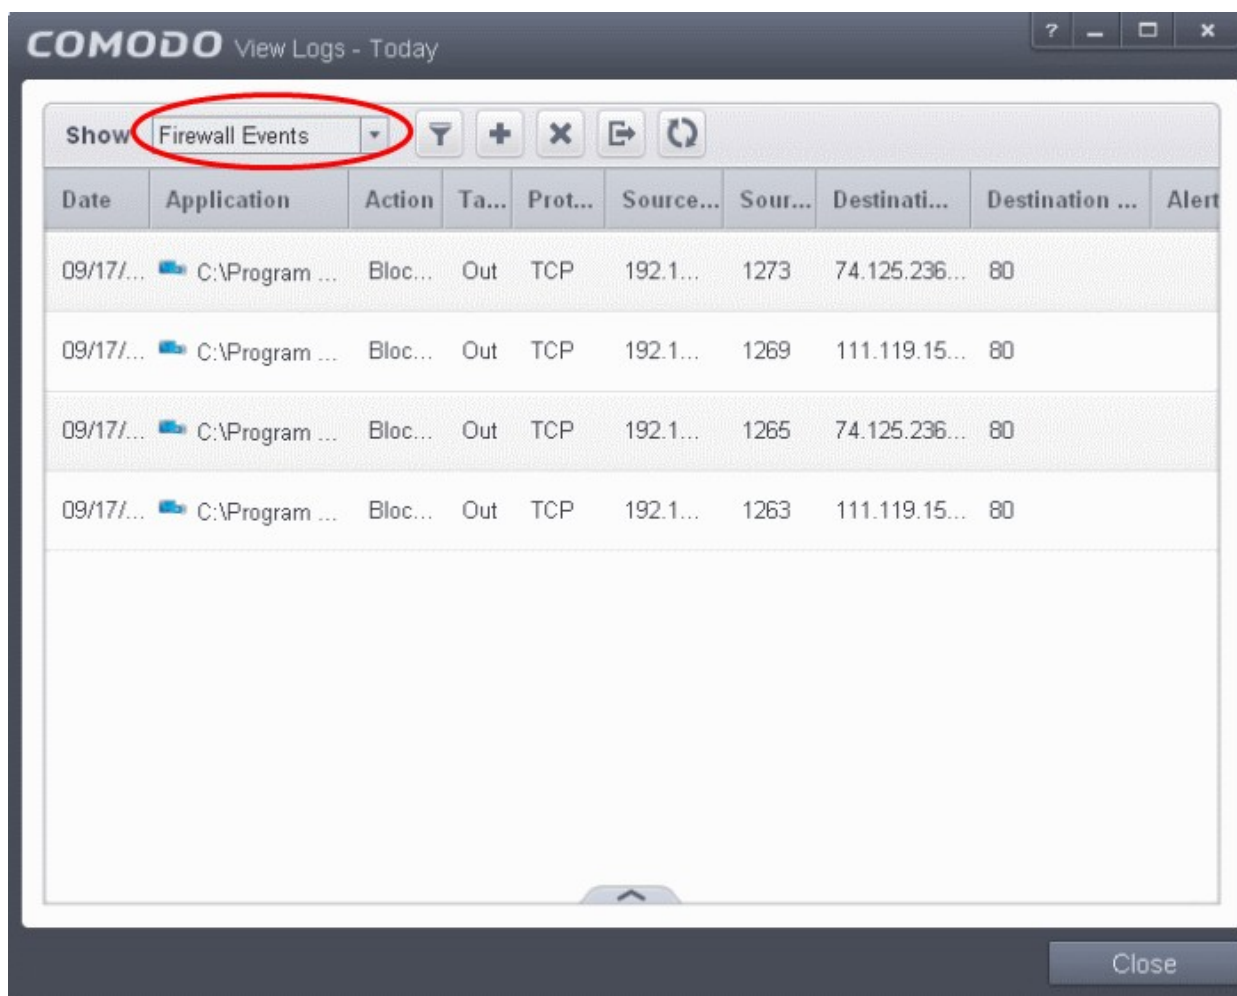 COMODO View Logs - Today ?
Show Firewall Events
Date Application Action Ta... Prot... Source... Sour... Destinati... Destination ... Alert
09/17/... C:\Program ... Bloc... Out TCP 192.1... 1273 74.125.236... 80
09/17/... C:\Program ... Bloc... Out TCP 192.1... 1269 111.119.15... 80
09/17/... C:\Program ... Bloc... Out TCP 192.1... 1265 74.125.236... 80
09/17/... C:\Program ... Bloc... Out TCP 192.1... 1263 111.119.15... 80
Close